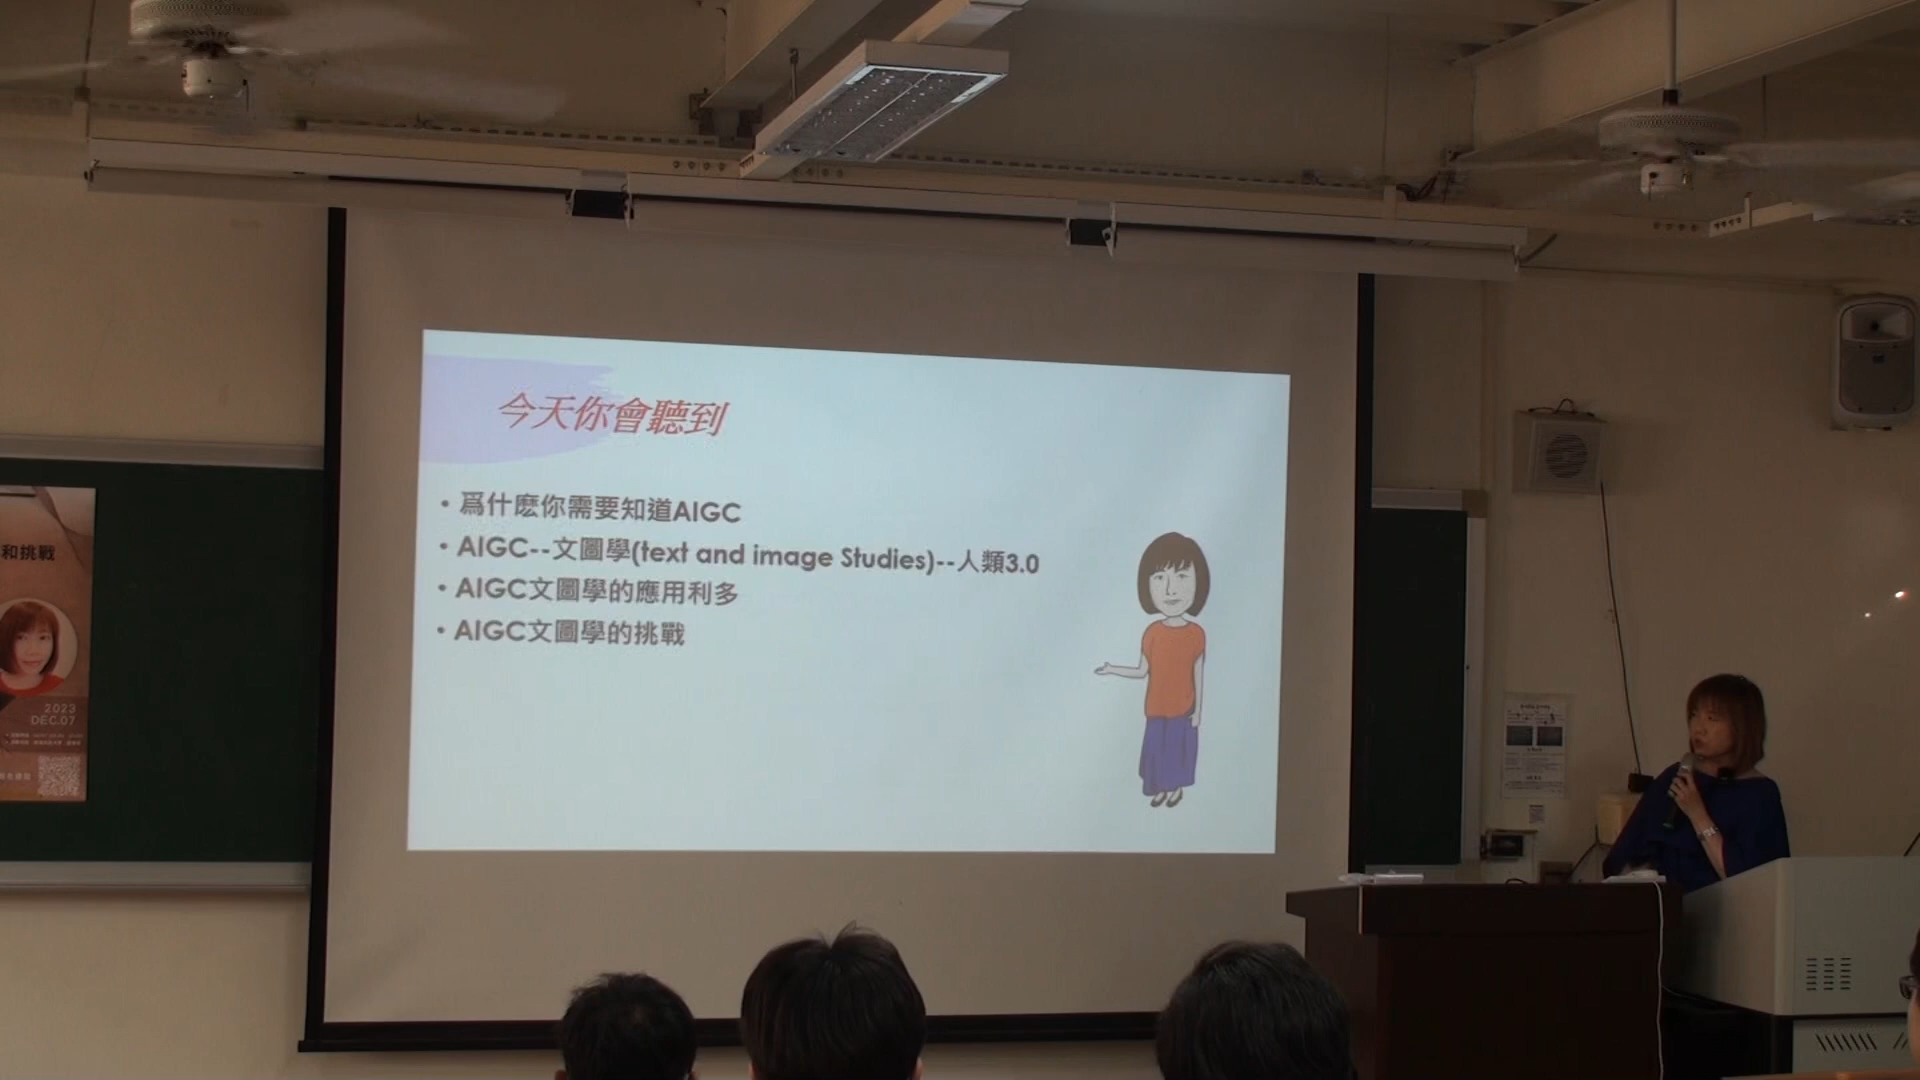 今天你會聽到
• 爲什麽你需要知道AIGC
• AIGC--文圖學(text and image Studies)--人類3.0
• AIGC文圖學的應用利多
• AIGC文圖學的挑戰
和挑戰
2023
DEC.07